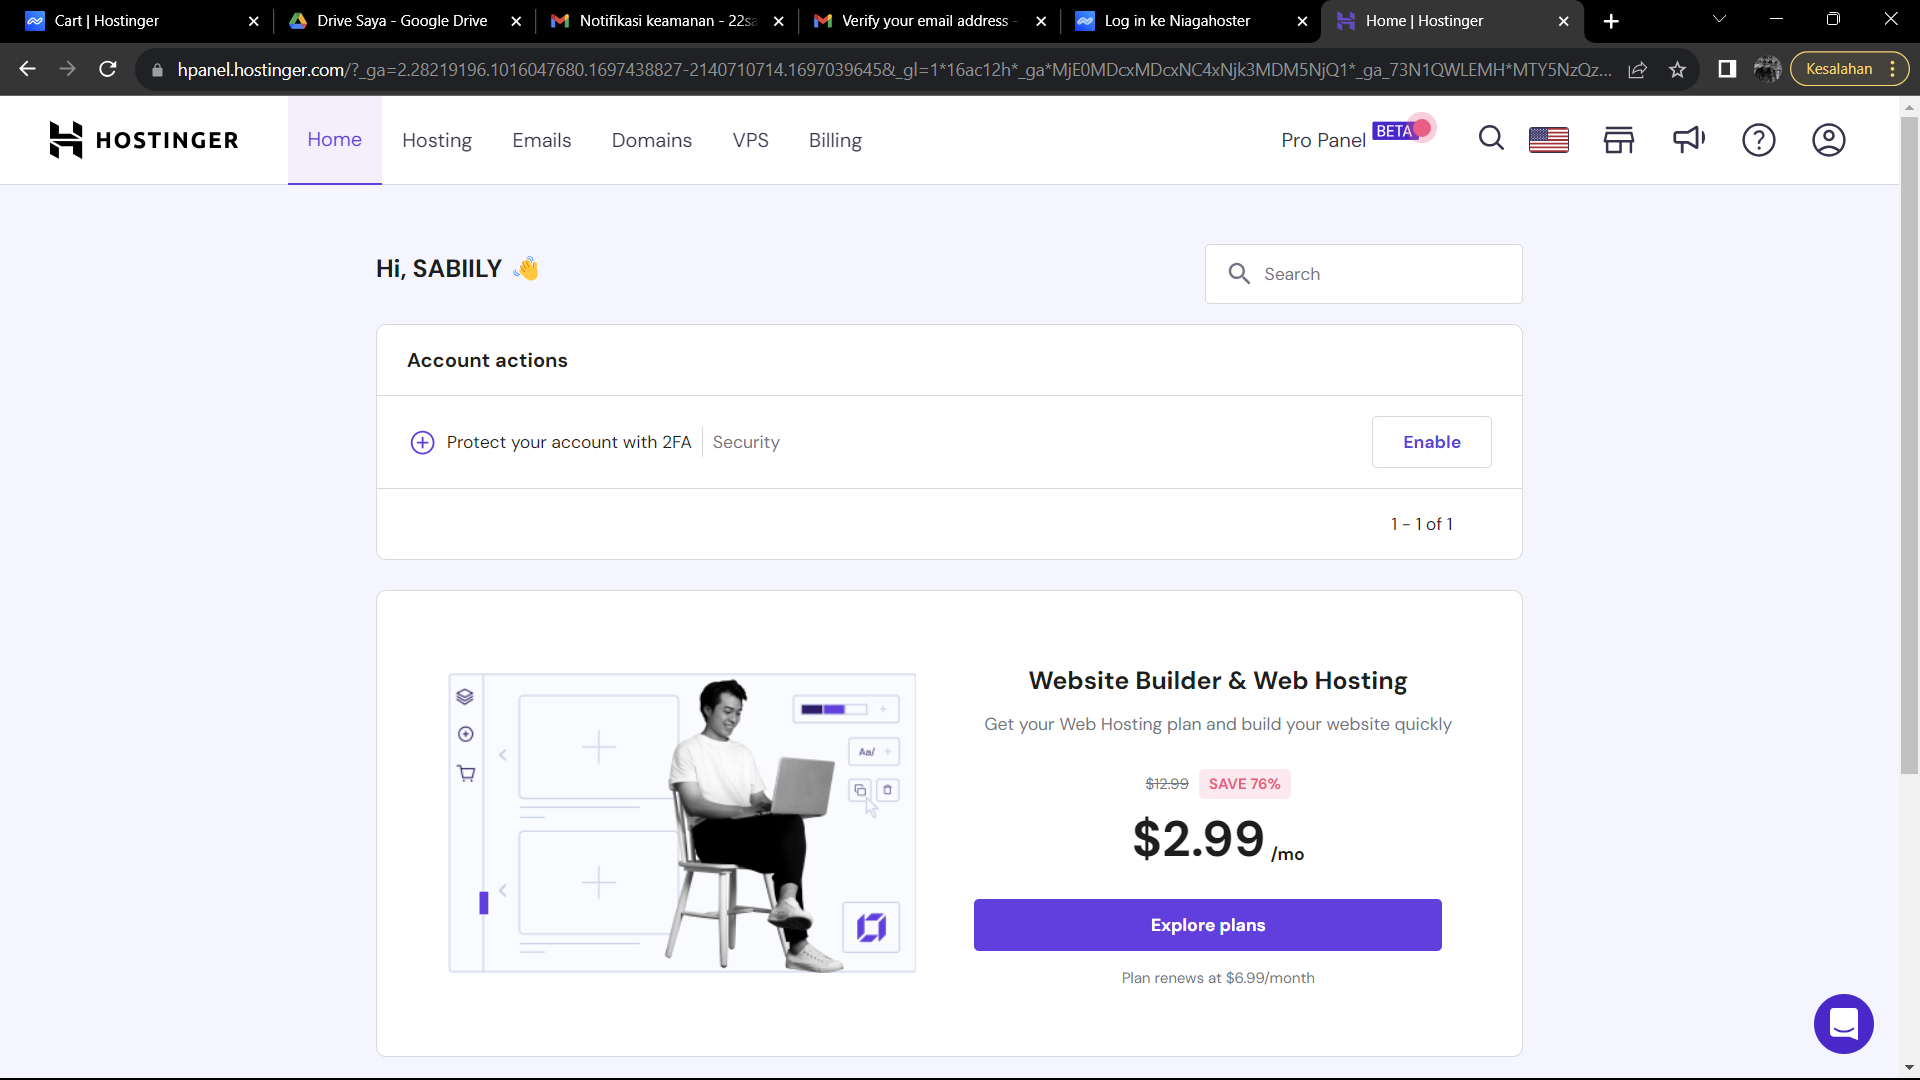 Cart | Hostinger
Drive Saya - Google Drive
Notifikasi keamanan - 22sa
Verify your email address -
Log in ke Niagahoster
Home | Hostinger
hpanel.hostinger.com/?_ga=2.28219196.1016047680.1697438827-2140710714.1697039645&_gl=1*16ac12h*_ga*MjE0MDcxMDcxNC4xNjk3MDM5NjQ1*_ga_73N1QWLEMH*MTY5NzQz...
Kesalahan
HOSTINGER
Home
Hosting
Emails
Domains
VPS
Billing
Pro Panel
BETA
Hi, SABIILY 👋
Search
Account actions
Protect your account with 2FA
Security
Enable
1 - 1 of 1
Aa/
Website Builder & Web Hosting
Get your Web Hosting plan and build your website quickly
$12.99
SAVE 76%
$2.99 /mo
Explore plans
Plan renews at $6.99/month